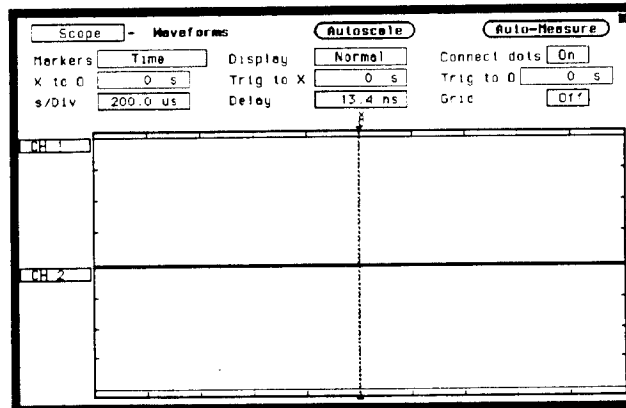 Scope - Waveforms Autoscale Auto-Measure
Markers Time Display Normal Connect dots On
X to O 0 s Trig to X 0 s Trig to O 0 s
s/Div 200.0 us Delay 13.4 ns Grid Off
X
CH 1
CH 2